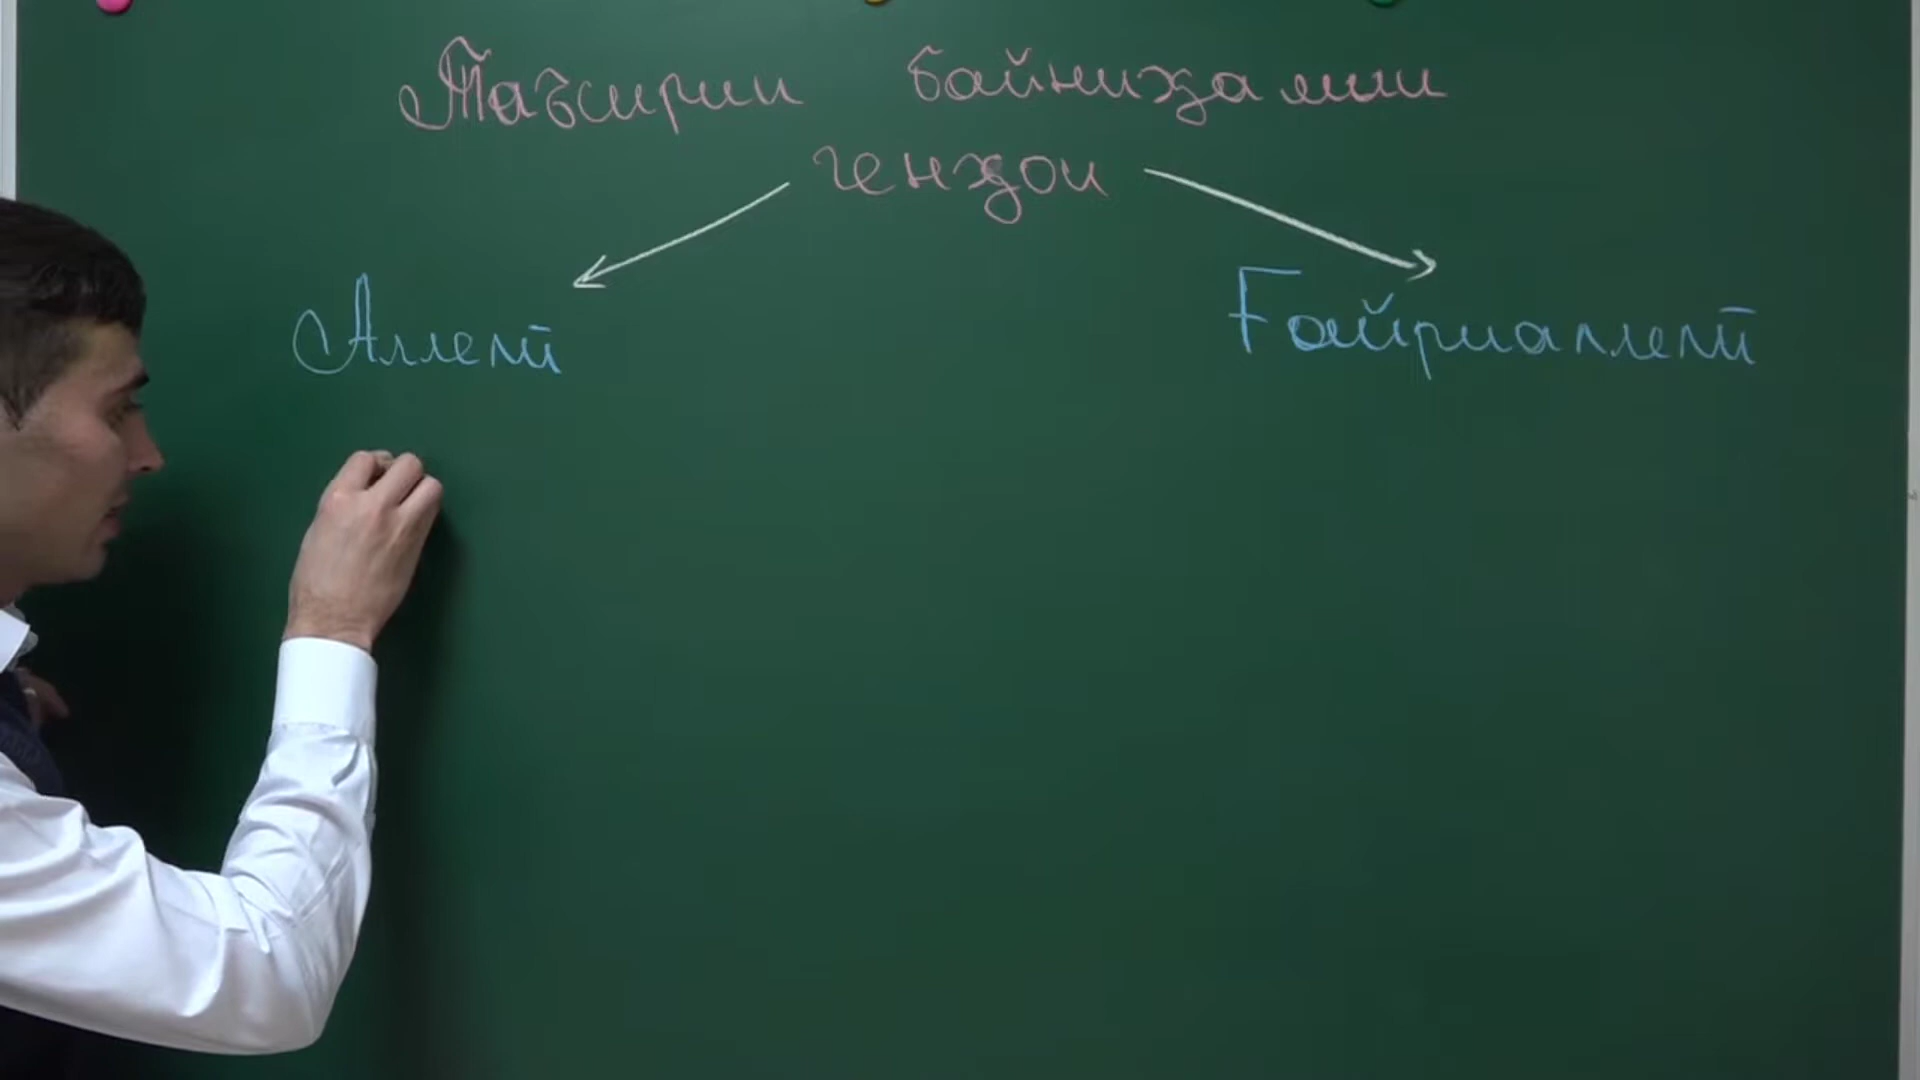 Таъсири байниҳамии
генҳои
Аллелӣ
Ғайриаллелӣ